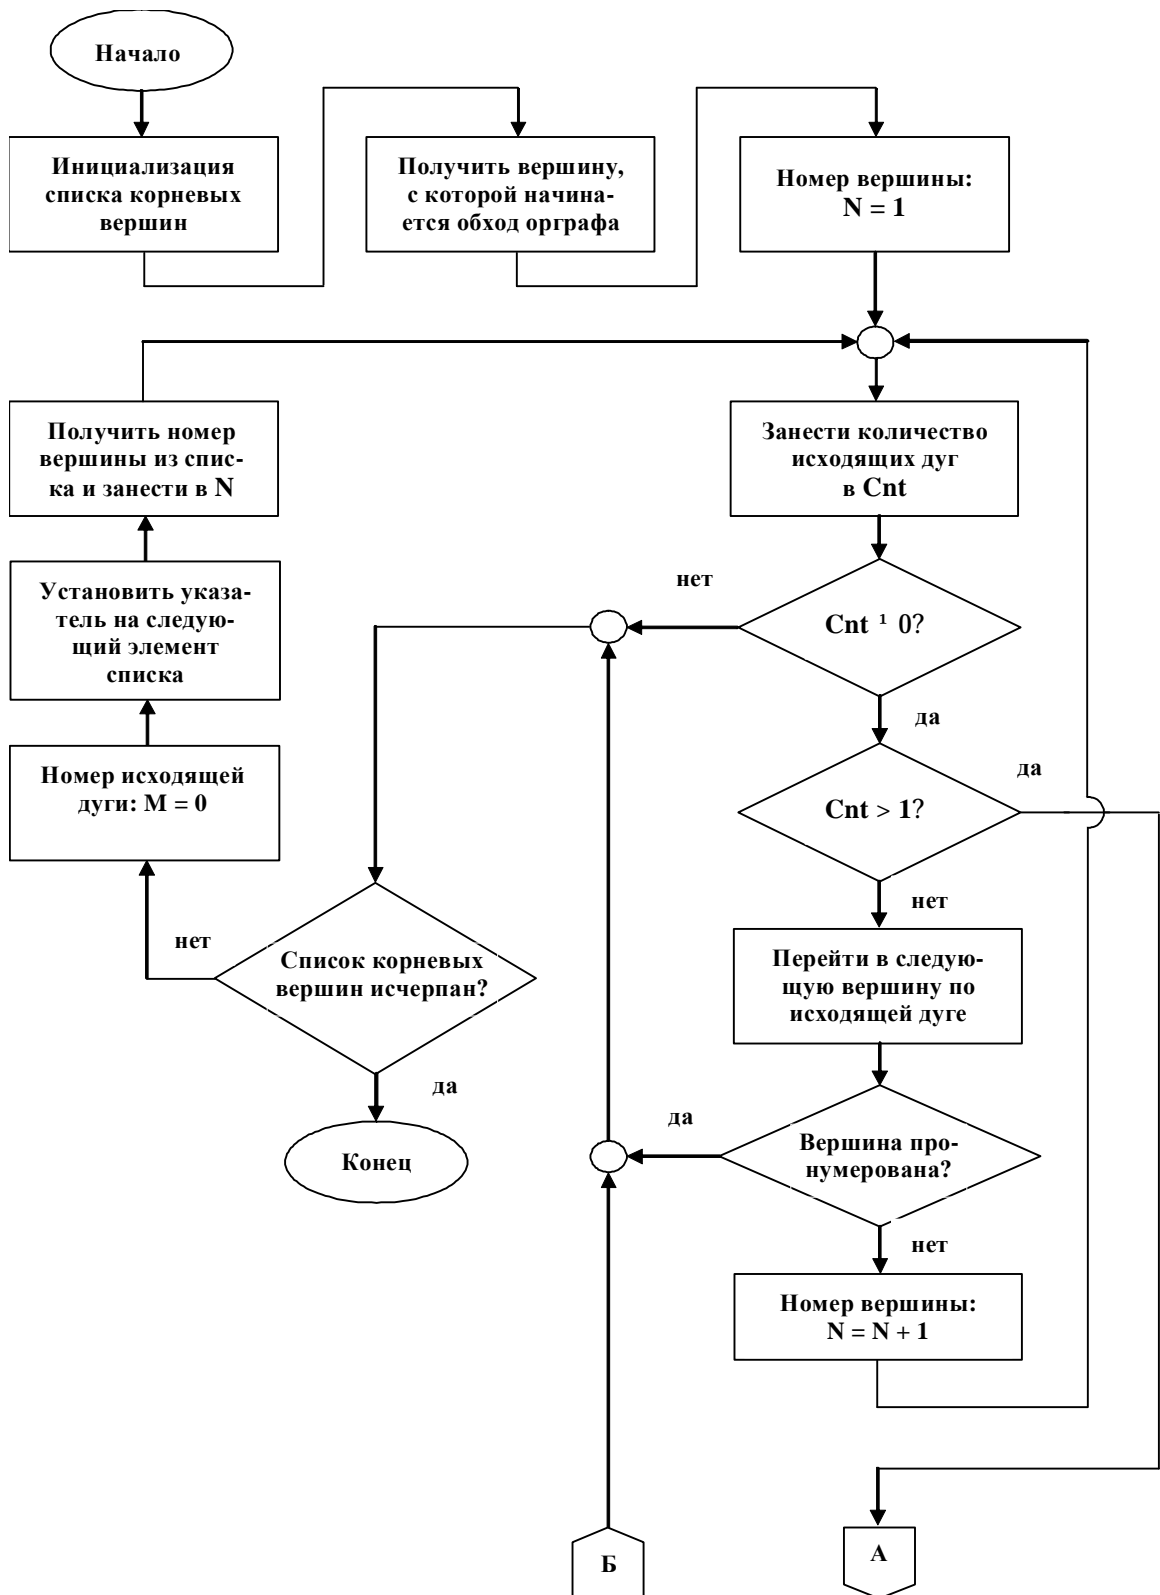 Начало
Инициализация
списка корневых
вершин
Получить вершину,
с которой начина-
ется обход орграфа
Номер вершины:
N = 1
Получить номер
вершины из спис-
ка и занести в N
Занести количество
исходящих дуг
в Cnt
Установить указа-
тель на следую-
щий элемент
списка
нет
Cnt ¹ 0?
да
Номер исходящей
дуги: M = 0
да
Cnt > 1?
нет
нет
Список корневых
вершин исчерпан?
Перейти в следую-
щую вершину по
исходящей дуге
да
да
Конец
Вершина про-
нумерована?
нет
Номер вершины:
N = N + 1
Б
А